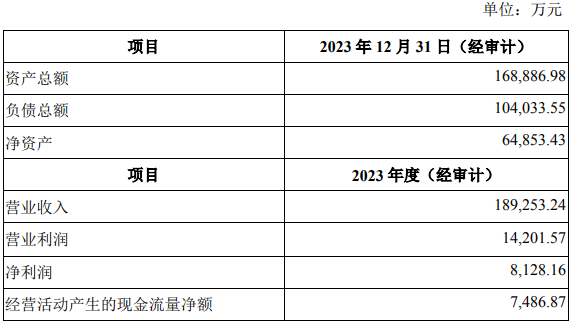 单位：万元
项目 2023 年 12 月 31 日（经审计）
资产总额 168,886.98
负债总额 104,033.55
净资产 64,853.43
项目 2023 年度（经审计）
营业收入 189,253.24
营业利润 14,201.57
净利润 8,128.16
经营活动产生的现金流量净额 7,486.87